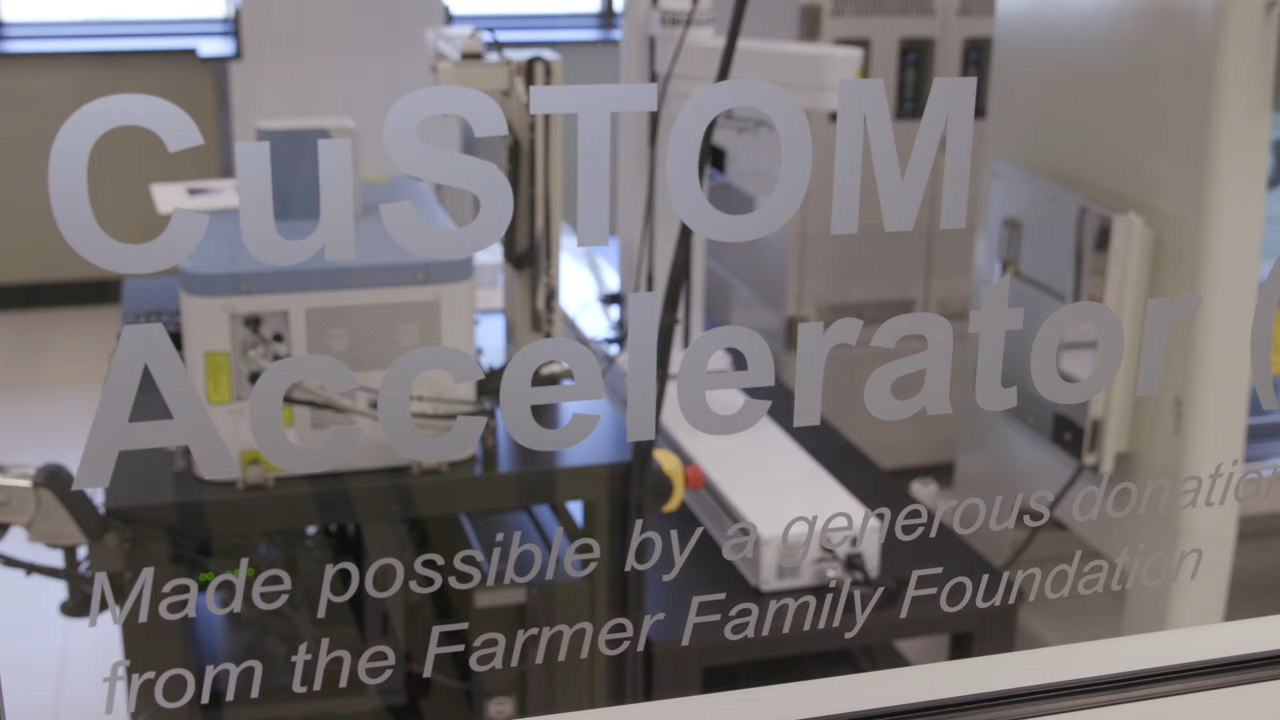 CuSTOM
Accelerator (
Made possible by a generous donation
from the Farmer Family Foundation